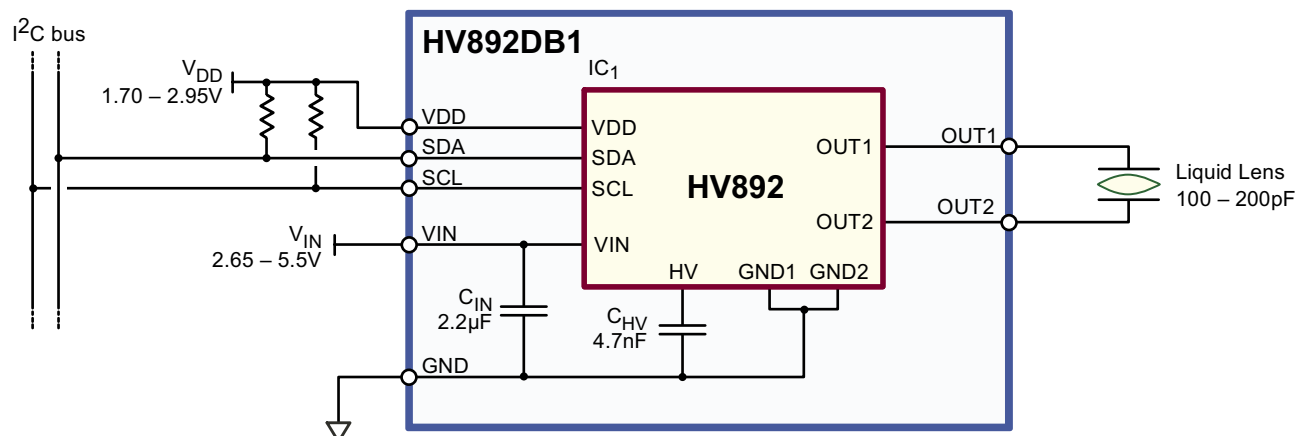 I2C bus
HV892DB1
IC1
VDD
1.70 – 2.95V
VDD
VDD
SDA
SDA
SCL
SCL
HV892
OUT1
OUT1
OUT2
OUT2
Liquid Lens
100 – 200pF
VIN
2.65 – 5.5V
VIN
VIN
HV
GND1
GND2
CIN
2.2µF
CHV
4.7nF
GND